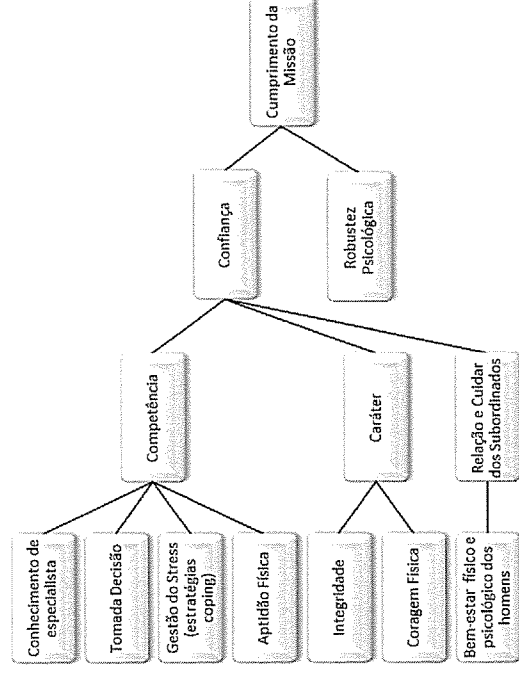 Cumprimento da
Missão
Confiança
Robustez
Psicológica
Competência
Caráter
Relação e Cuidar
dos Subordinados
Conhecimento de
especialista
Tomada Decisão
Gestão do Stress
(estratégias
coping)
Aptidão Física
Integridade
Coragem Física
Bem-estar físico e
psicológico dos
homens